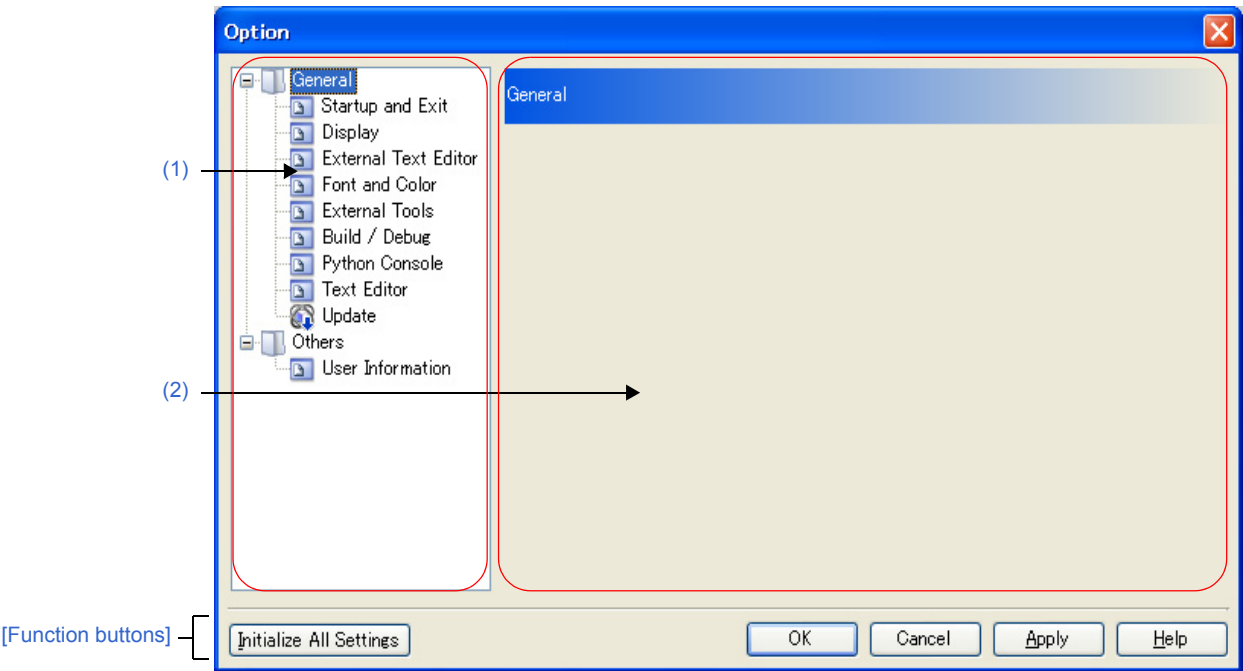 Option
General
Startup and Exit
Display
External Text Editor
Font and Color
External Tools
Build / Debug
Python Console
Text Editor
Update
Others
User Information
General
(1)
(2)
[Function buttons]
Initialize All Settings
OK
Cancel
Apply
Help